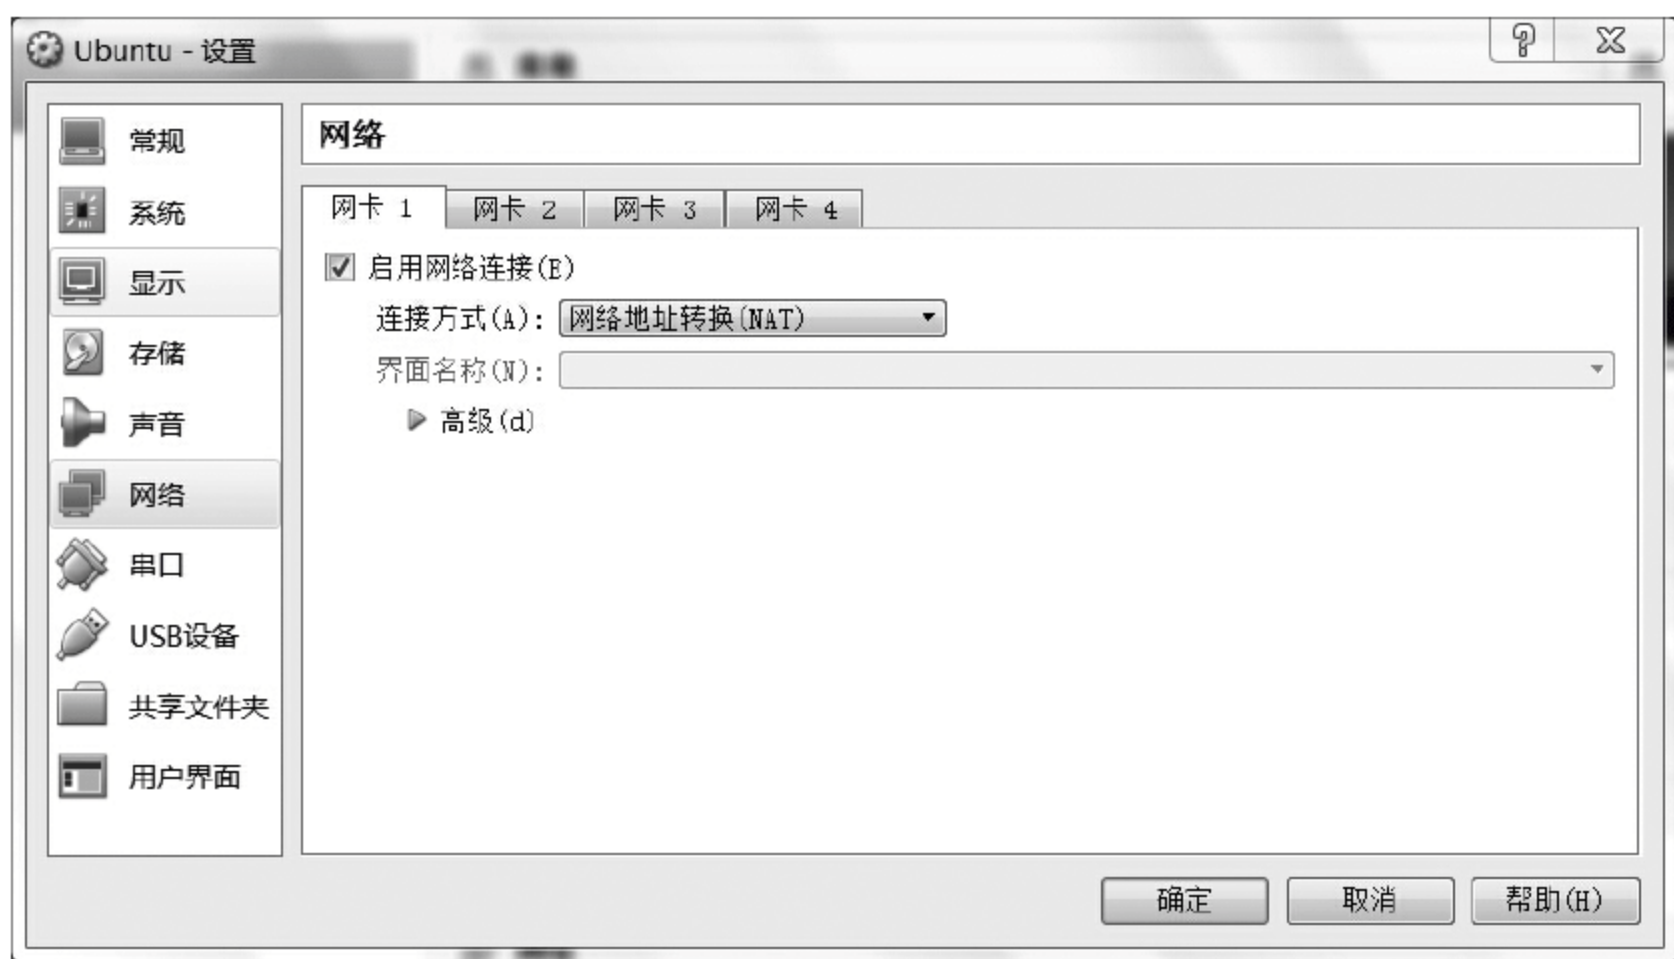 Ubuntu - 设置
常规
系统
显示
存储
声音
网络
串口
USB设备
共享文件夹
用户界面
网络
网卡 1
网卡 2
网卡 3
网卡 4
启用网络连接(E)
连接方式(A): 网络地址转换(NAT)
界面名称(N):
高级(d)
确定
取消
帮助(H)